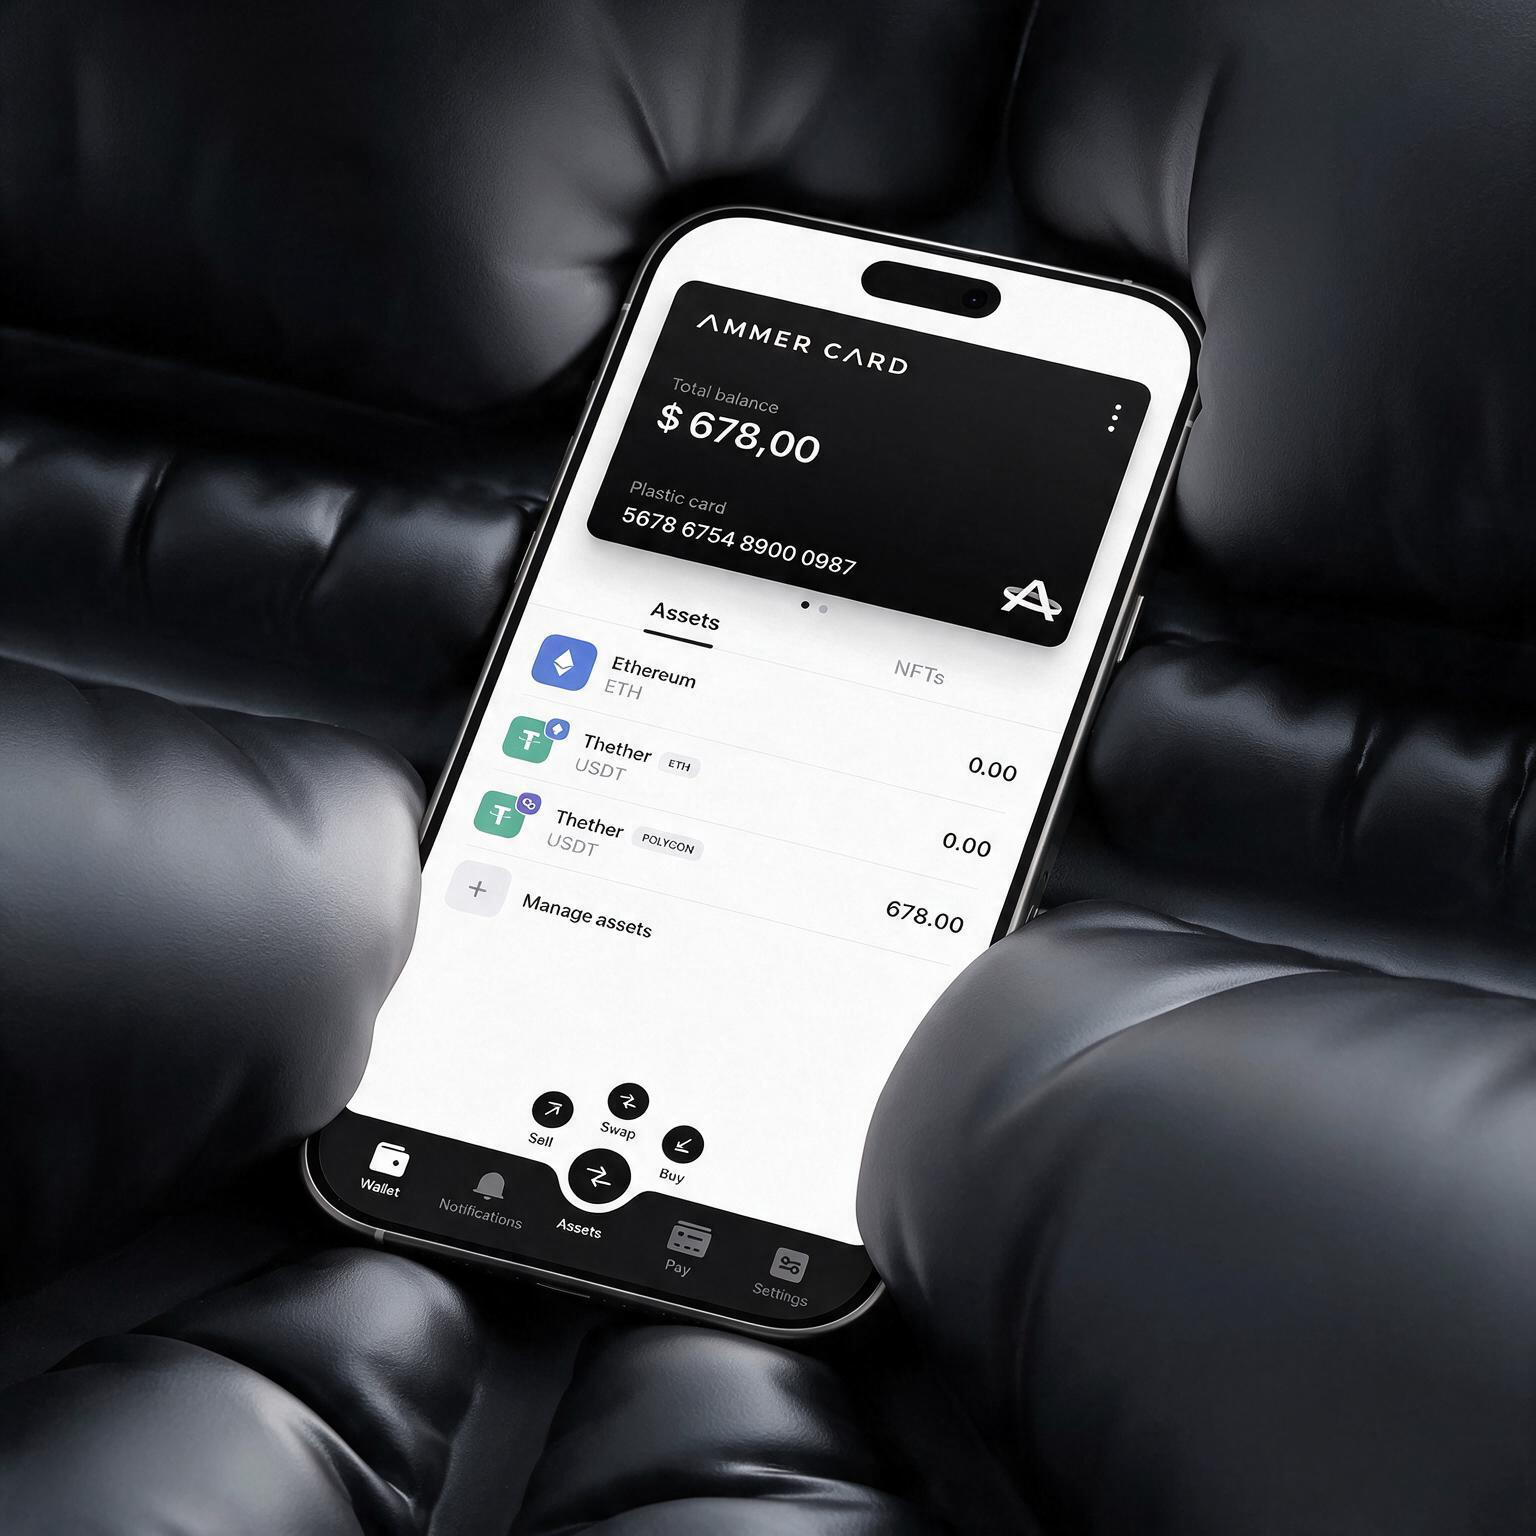 AMMER CARD
Total balance
$ 678,00
Plastic card
5678 6754 8900 0987
Assets
NFTs
Ethereum
ETH
0.00
Thether ETH
USDT
0.00
Thether POLYGON
USDT
678.00
Manage assets
Sell
Swap
Buy
Wallet
Notifications
Assets
Pay
Settings